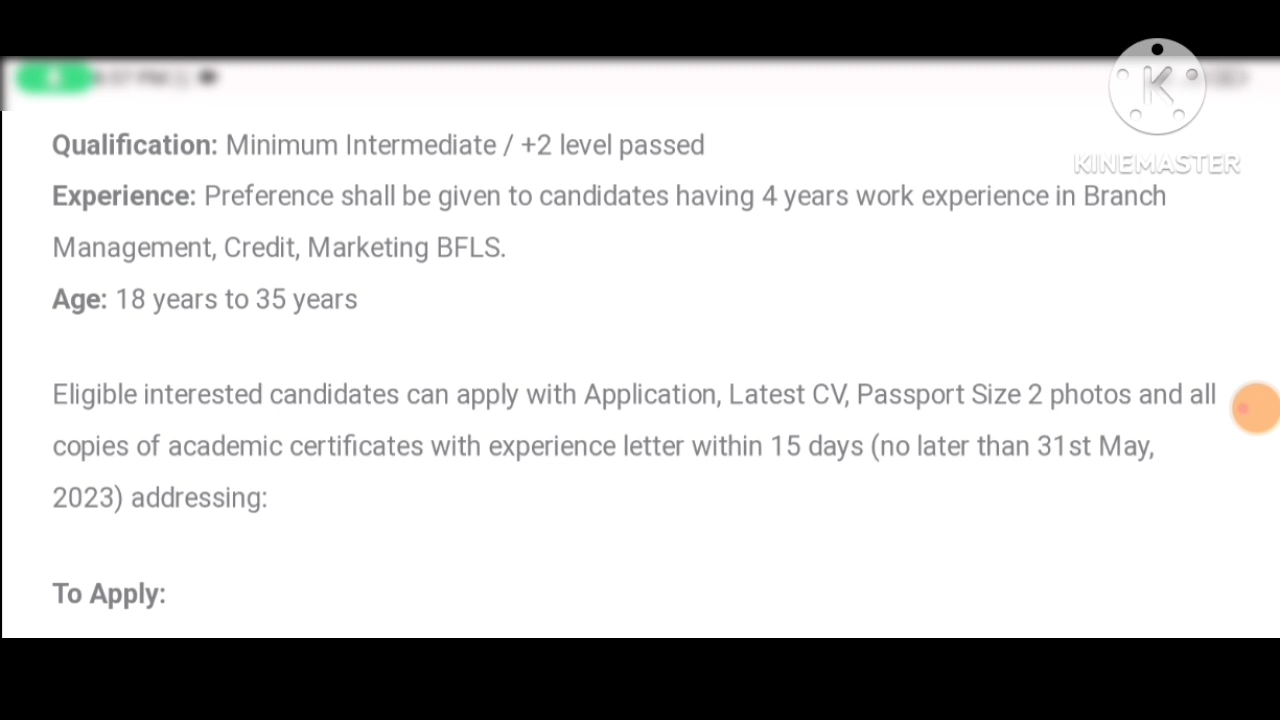 KINEMASTER
Qualification: Minimum Intermediate / +2 level passed
Experience: Preference shall be given to candidates having 4 years work experience in Branch
Management, Credit, Marketing BFLS.
Age: 18 years to 35 years
Eligible interested candidates can apply with Application, Latest CV, Passport Size 2 photos and all
copies of academic certificates with experience letter within 15 days (no later than 31st May,
2023) addressing:
To Apply: